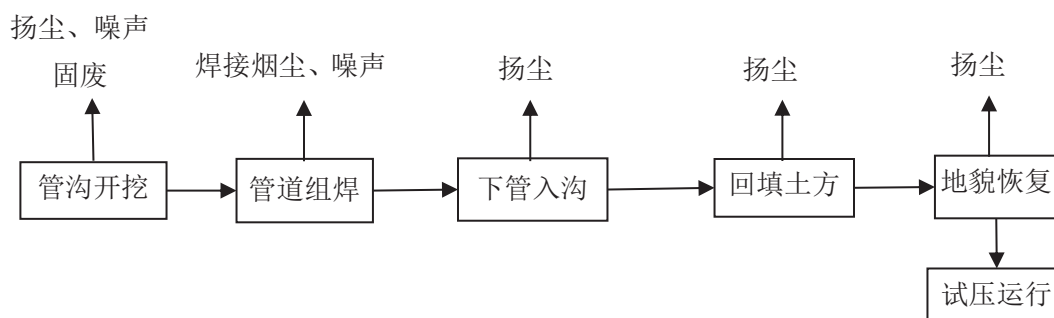 扬尘、噪声
固废
焊接烟尘、噪声
扬尘
扬尘
扬尘
管沟开挖
管道组焊
下管入沟
回填土方
地貌恢复
试压运行